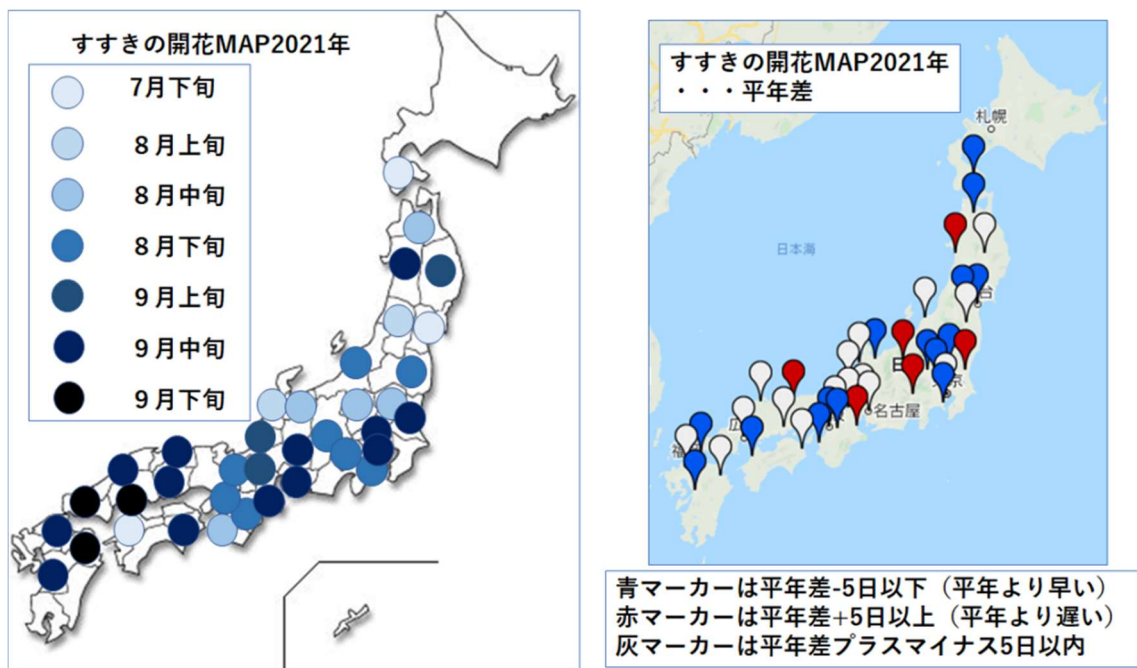 すすきの開花MAP2021年
7月下旬
８月上旬
８月中旬
８月下旬
９月上旬
９月中旬
９月下旬
すすきの開花MAP2021年
・・・平年差
札幌
日本海
台
日
東京
名古屋
広
福
青マーカーは平年差-5日以下（平年より早い）
赤マーカーは平年差+5日以上（平年より遅い）
灰マーカーは平年差プラスマイナス5日以内